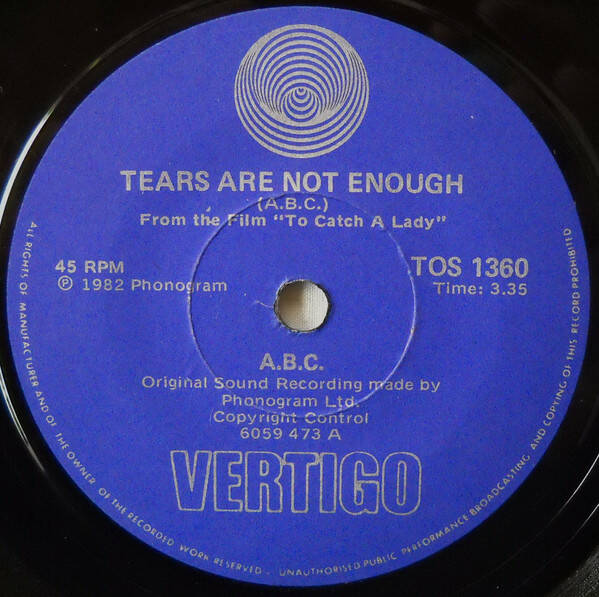 TEARS ARE NOT ENOUGH
(A.B.C.)
From the Film "To Catch A Lady"
45 RPM
℗ 1982 Phonogram
TOS 1360
Time: 3.35
A.B.C.
Original Sound Recording made by
Phonogram Ltd.
Copyright Control
6059 473 A
VERTIGO
ALL RIGHTS OF MANUFACTURER AND OF THE OWNER OF THE RECORDED WORK RESERVED - UNAUTHORISED PUBLIC PERFORMANCE BROADCASTING AND COPYING OF THIS RECORD PROHIBITED